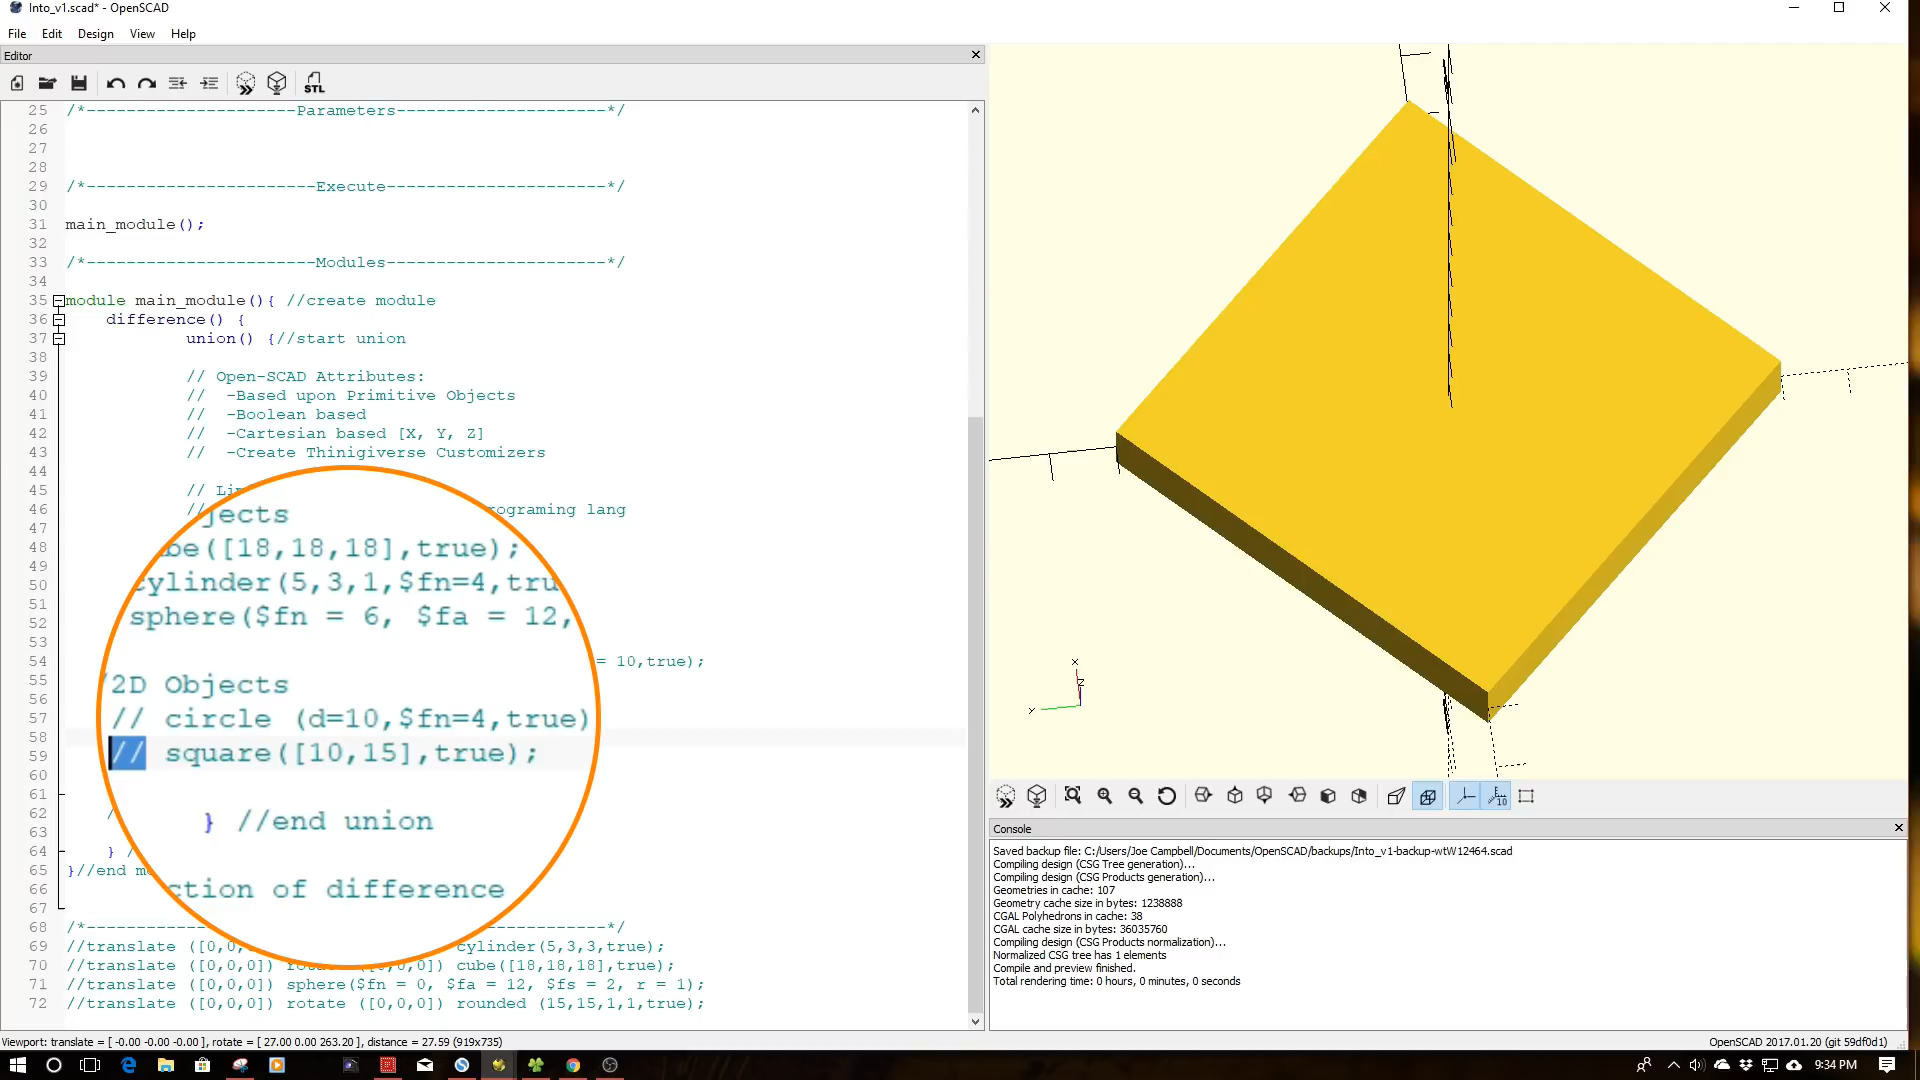 Into_v1.scad* - OpenSCAD
File Edit Design View Help
Editor
STL
25 /*---------------------Parameters---------------------*/
26
27
28
29 /*-----------------------Execute----------------------*/
30
31 main_module();
32
33 /*-----------------------Modules----------------------*/
34
35 module main_module(){ //create module
36 difference() {
37 union() {//start union
38
39 // Open-SCAD Attributes:
40 // -Based upon Primitive Objects
41 // -Boolean based
42 // -Cartesian based [X, Y, Z]
43 // -Create Thinigiverse Customizers
44
45 // Li
46 // rograming lang
47
48
49
50
51
52
53
54 = 10,true);
55
56
57
58
59
60
61
62 /
63
64 } /
65 }//end m
66
67
68 /*---------------------*/
69 //translate ([0,0, cylinder(5,3,3,true);
70 //translate ([0,0,0]) rotate ([0,0,0]) cube([18,18,18],true);
71 //translate ([0,0,0]) sphere($fn = 0, $fa = 12, $fs = 2, r = 1);
72 //translate ([0,0,0]) rotate ([0,0,0]) rounded (15,15,1,1,true);
jects
be([18,18,18],true);
cylinder(5,3,1,$fn=4,tru
sphere($fn = 6, $fa = 12,
/2D Objects
// circle (d=10,$fn=4,true)
// square([10,15],true);
} //end union
ction of difference
X
Z
Y
10
Console
Saved backup file: C:/Users/Joe Campbell/Documents/OpenSCAD/backups/Into_v1-backup-wtW12464.scad
Compiling design (CSG Tree generation)...
Compiling design (CSG Products generation)...
Geometries in cache: 107
Geometry cache size in bytes: 1238888
CGAL Polyhedrons in cache: 38
CGAL cache size in bytes: 36035760
Compiling design (CSG Products normalization)...
Normalized CSG tree has 1 elements
Compile and preview finished.
Total rendering time: 0 hours, 0 minutes, 0 seconds
Viewport: translate = [ -0.00 -0.00 -0.00 ], rotate = [ 27.00 0.00 263.20 ], distance = 27.59 (919x735)
OpenSCAD 2017.01.20 (git 59df0d1)
9:34 PM